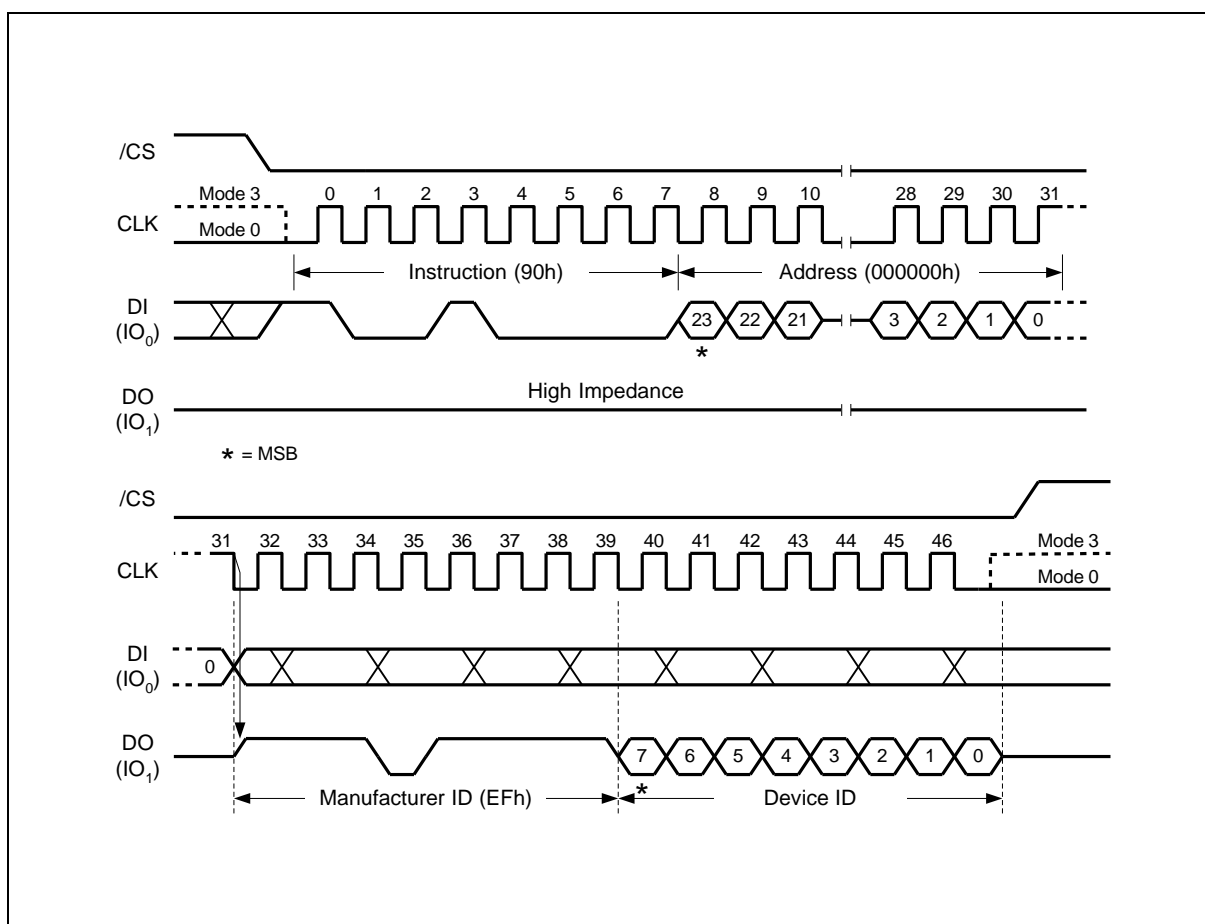 /CS
Mode 3 0 1 2 3 4 5 6 7 8 9 10 28 29 30 31
CLK
Mode 0
Instruction (90h) Address (000000h)
DI
(IO0)
23 22 21 3 2 1 0
*
High Impedance
DO
(IO1)
* = MSB
/CS
31 32 33 34 35 36 37 38 39 40 41 42 43 44 45 46 Mode 3
CLK
Mode 0
DI
(IO0)
0
DO
(IO1)
7 6 5 4 3 2 1 0
*
Manufacturer ID (EFh) Device ID